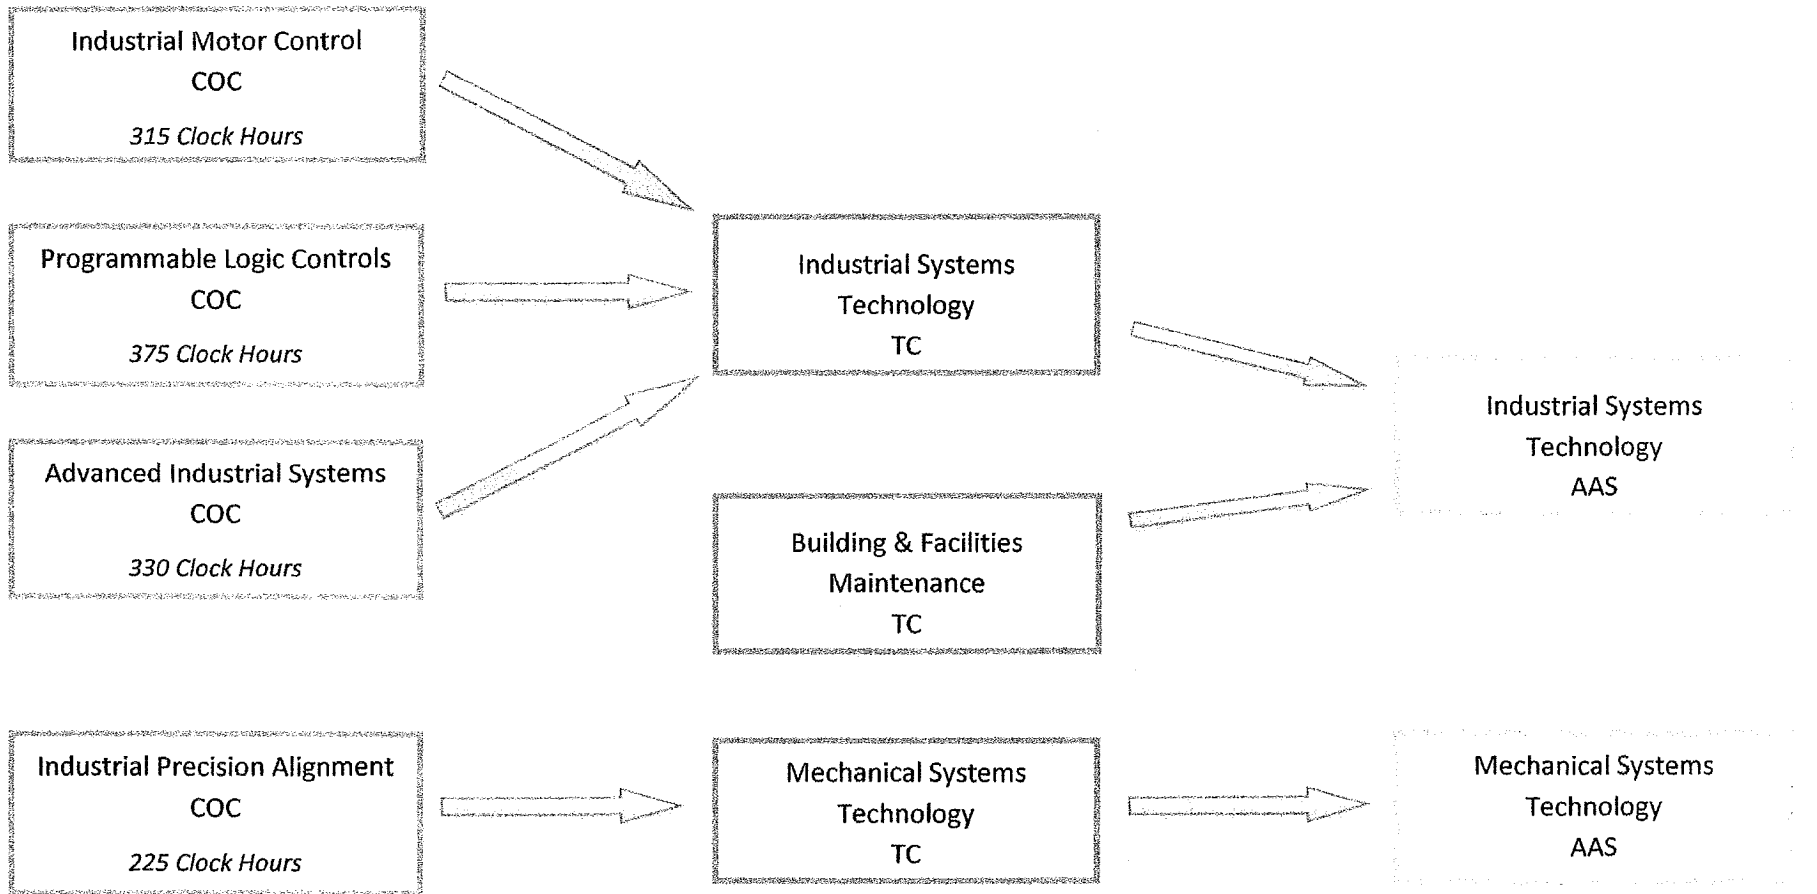 Industrial Motor Control
COC
315 Clock Hours
Programmable Logic Controls
COC
375 Clock Hours
Advanced Industrial Systems
COC
330 Clock Hours
Industrial Precision Alignment
COC
225 Clock Hours
Industrial Systems
Technology
TC
Building & Facilities
Maintenance
TC
Mechanical Systems
Technology
TC
Industrial Systems
Technology
AAS
Mechanical Systems
Technology
AAS